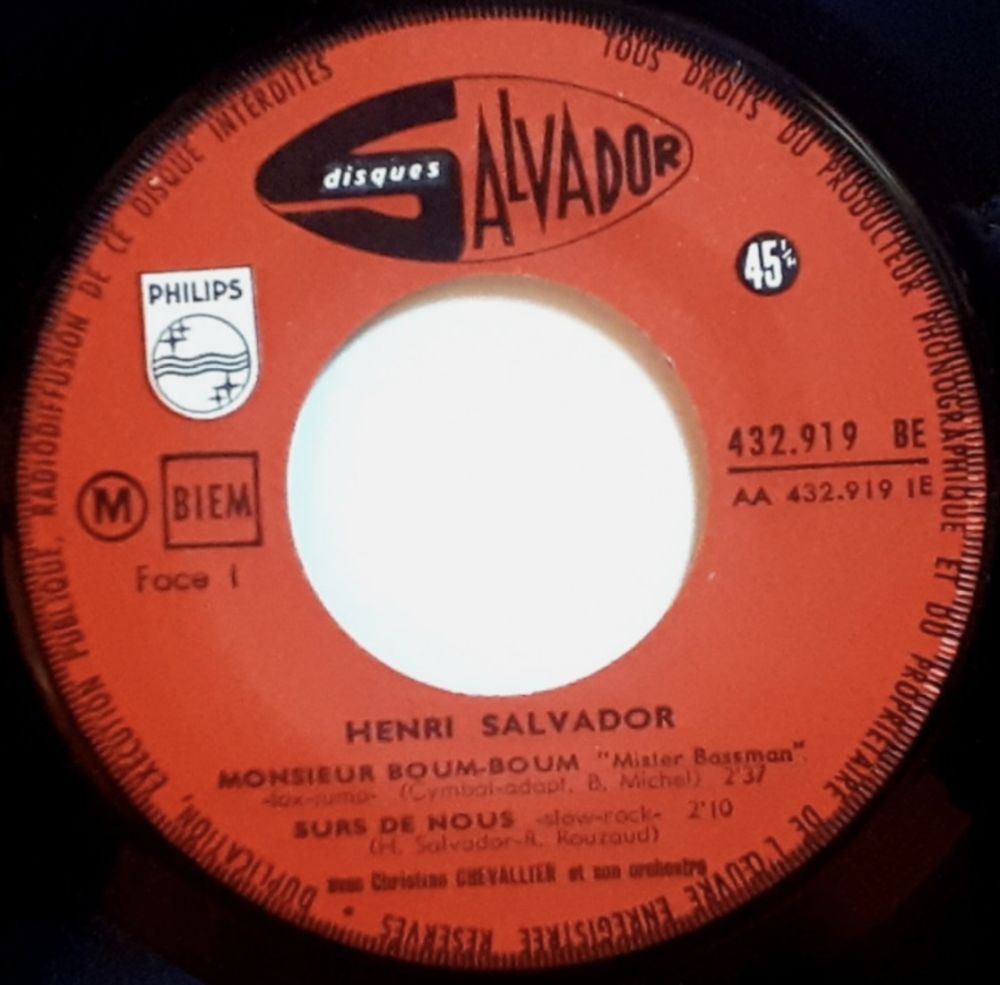 TOUS DROITS DU PRODUCTEUR PHONOGRAPHIQUE ET DU PROPRIÉTAIRE DE L'ŒUVRE ENREGISTRÉE RÉSERVÉS • DUPLICATION, EXÉCUTION PUBLIQUE, RADIODIFFUSION DE CE DISQUE INTERDITES
disques SALVADOR
45
PHILIPS
432.919 BE
AA 432.919 1E
M BIEM
Face 1
HENRI SALVADOR
MONSIEUR BOUM-BOUM "Mister Bassman"
(Cymbal-adapt. B. Michel) 2'37
SURS DE NOUS -slow-rock- 2'10
(H. Salvador-R. Rouzaud)
avec Christian CHEVALLIER et son orchestre